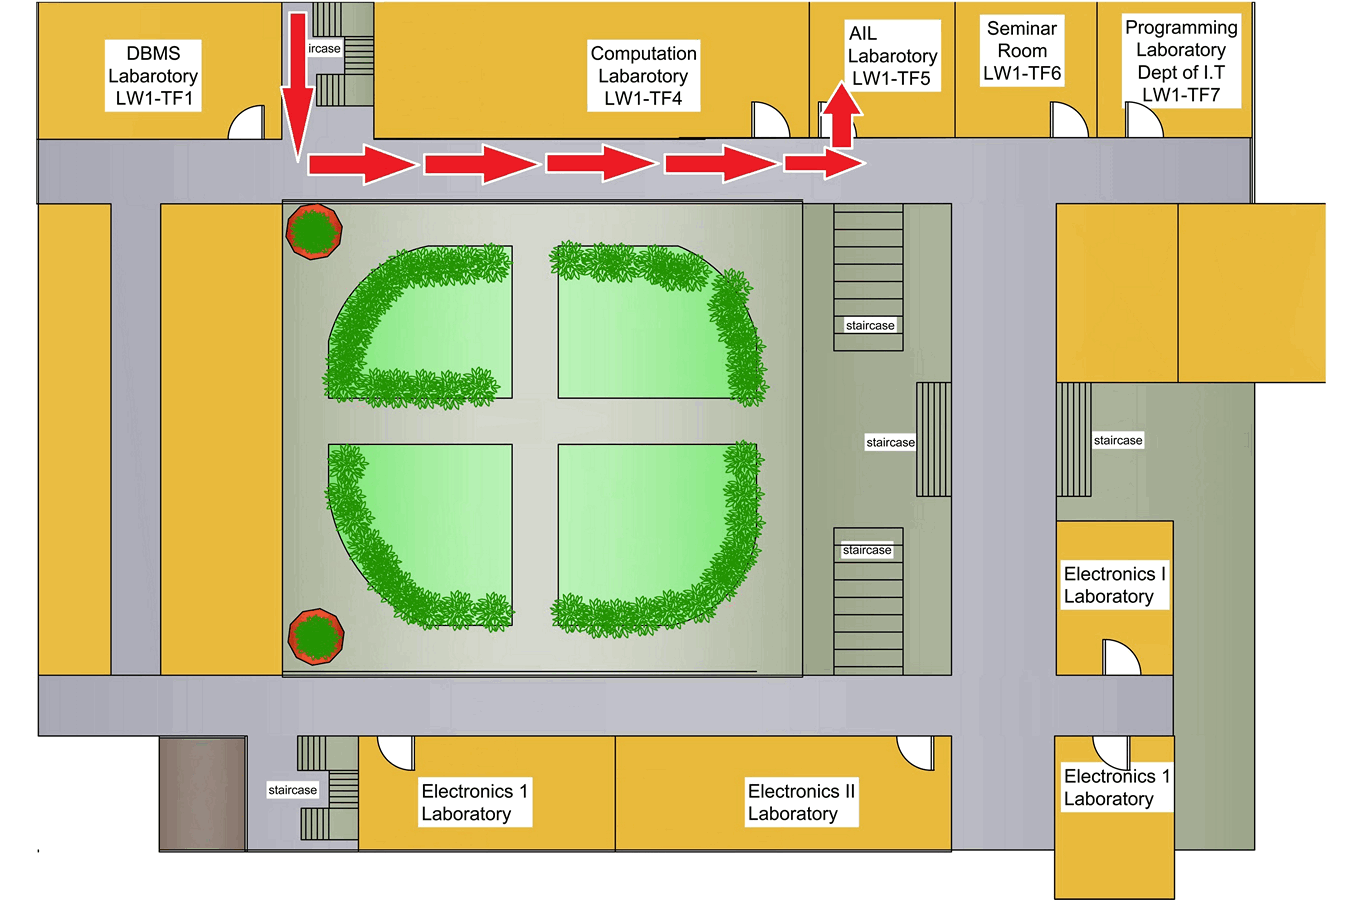 DBMS
Labarotory
LW1-TF1
ircase
Computation
Labarotory
LW1-TF4
AIL
Labarotory
LW1-TF5
Seminar
Room
LW1-TF6
Programming
Laboratory
Dept of I.T
LW1-TF7
staircase
staircase
staircase
staircase
Electronics I
Laboratory
staircase
Electronics 1
Laboratory
Electronics II
Laboratory
Electronics 1
Laboratory